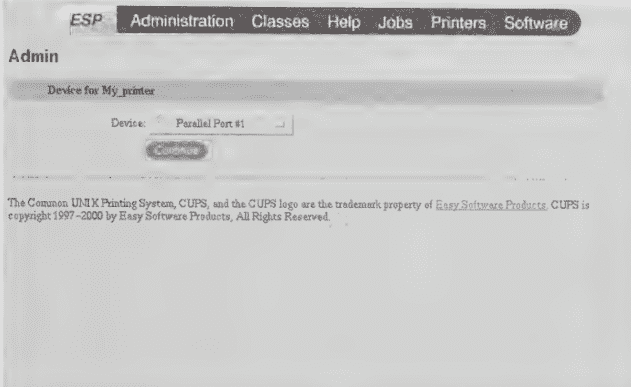 ESP Administration Classes Help Jobs Printers Software
Admin
Device for My_printer
Device: Parallel Port #1
Continue
The Common UNIX Printing System, CUPS, and the CUPS logo are the trademark property of Easy Software Products. CUPS is
copyright 1997-2000 by Easy Software Products, All Rights Reserved.